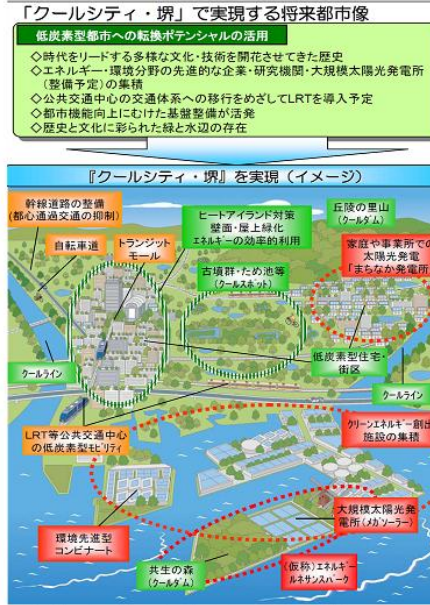 「クールシティ・堺」で実現する将来都市像
低炭素型都市への転換ポテンシャルの活用
◇時代をリードする多様な文化・技術を開花させてきた歴史
◇エネルギー・環境分野の先進的な企業・研究機関・大規模太陽光発電所
（整備予定）の集積
◇公共交通中心の交通体系への移行をめざしてLRTを導入予定
◇都市機能向上にむけた基盤整備が活発
◇歴史と文化に彩られた緑と水辺の存在
『クールシティ・堺』を実現（イメージ）
幹線道路の整備
(都心通過交通の抑制)
自転車道
トランジット
モール
ヒートアイランド対策
壁面・屋上緑化
エネルギーの効率的利用
丘陵の里山
(クールダム)
家庭や事業所での
太陽光発電
「まちなか発電所」
古墳群・ため池等
(クールスポット)
低炭素型住宅・
街区
クールライン
クールライン
LRT等公共交通中心
の低炭素型モビリティ
クリーンエネルギー創出
施設の集積
環境先進型
コンビナート
大規模太陽光発
電所(メガソーラー)
共生の森
(クールダム)
(仮称)エネルギー
ルネサンスパーク